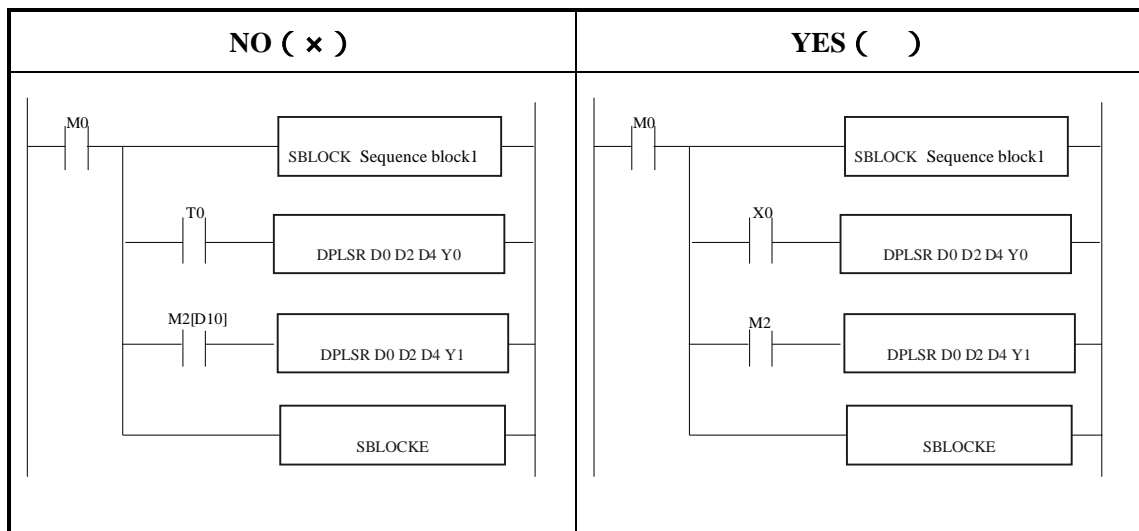 NO ( × )
YES ( )
M0
SBLOCK Sequence block1
T0
DPLSR D0 D2 D4 Y0
M2[D10]
DPLSR D0 D2 D4 Y1
SBLOCKE
M0
SBLOCK Sequence block1
X0
DPLSR D0 D2 D4 Y0
M2
DPLSR D0 D2 D4 Y1
SBLOCKE